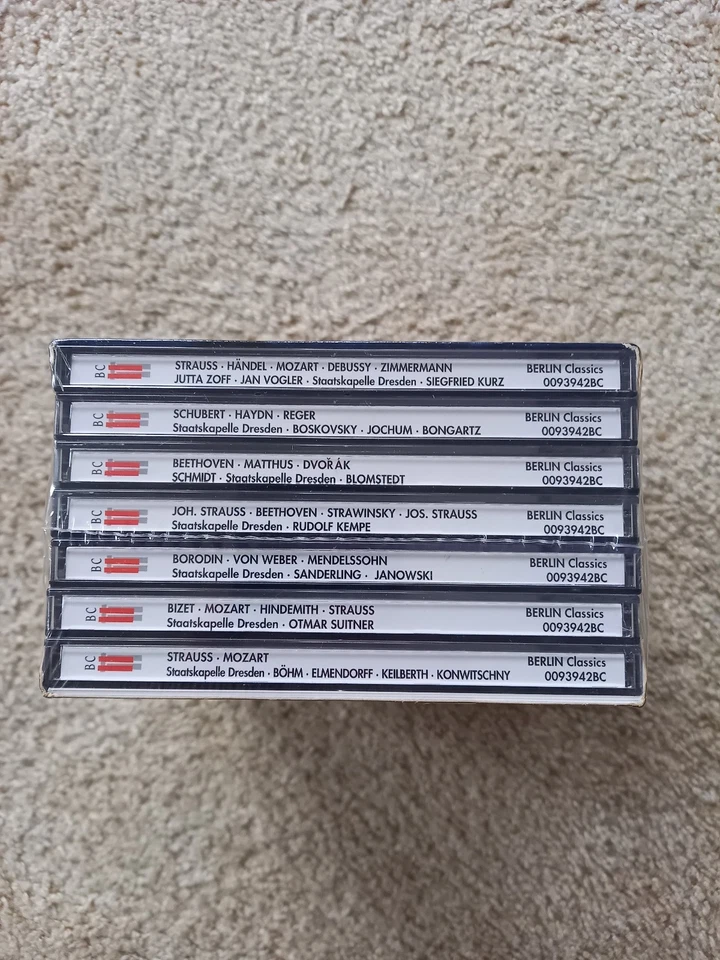 BC
STRAUSS · HÄNDEL · MOZART · DEBUSSY · ZIMMERMANN
JUTTA ZOFF · JAN VOGLER · Staatskapelle Dresden · SIEGFRIED KURZ
BERLIN Classics
0093942BC
BC
SCHUBERT · HAYDN · REGER
Staatskapelle Dresden · BOSKOVSKY · JOCHUM · BONGARTZ
BERLIN Classics
0093942BC
BC
BEETHOVEN · MATTHUS · DVOŘÁK
SCHMIDT · Staatskapelle Dresden · BLOMSTEDT
BERLIN Classics
0093942BC
BC
JOH. STRAUSS · BEETHOVEN · STRAWINSKY · JOS. STRAUSS
Staatskapelle Dresden · RUDOLF KEMPE
BERLIN Classics
0093942BC
BC
BORODIN · VON WEBER · MENDELSSOHN
Staatskapelle Dresden · SANDERLING · JANOWSKI
BERLIN Classics
0093942BC
BC
BIZET · MOZART · HINDEMITH · STRAUSS
Staatskapelle Dresden · OTMAR SUITNER
BERLIN Classics
0093942BC
BC
STRAUSS · MOZART
Staatskapelle Dresden · BÖHM · ELMENDORFF · KEILBERTH · KONWITSCHNY
BERLIN Classics
0093942BC